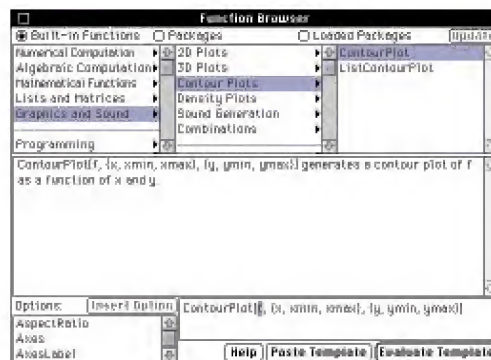 Function Browser
Built-in Functions Packages Loaded Packages Update
Numerical Computation
Algebraic Computation
Mathematical Functions
Lists and Matrices
Graphics and Sound
Programming
2D Plots
3D Plots
Contour Plots
Density Plots
Sound Generation
Combinations
ContourPlot
ListContourPlot
ContourPlot[f, {x, xmin, xmax}, {y, ymin, ymax}] generates a contour plot of f
as a function of x and y.
Options: Insert Option
AspectRatio
Axes
AxesLabel
ContourPlot[f, {x, xmin, xmax}, {y, ymin, ymax}]
Help Paste Template Evaluate Template